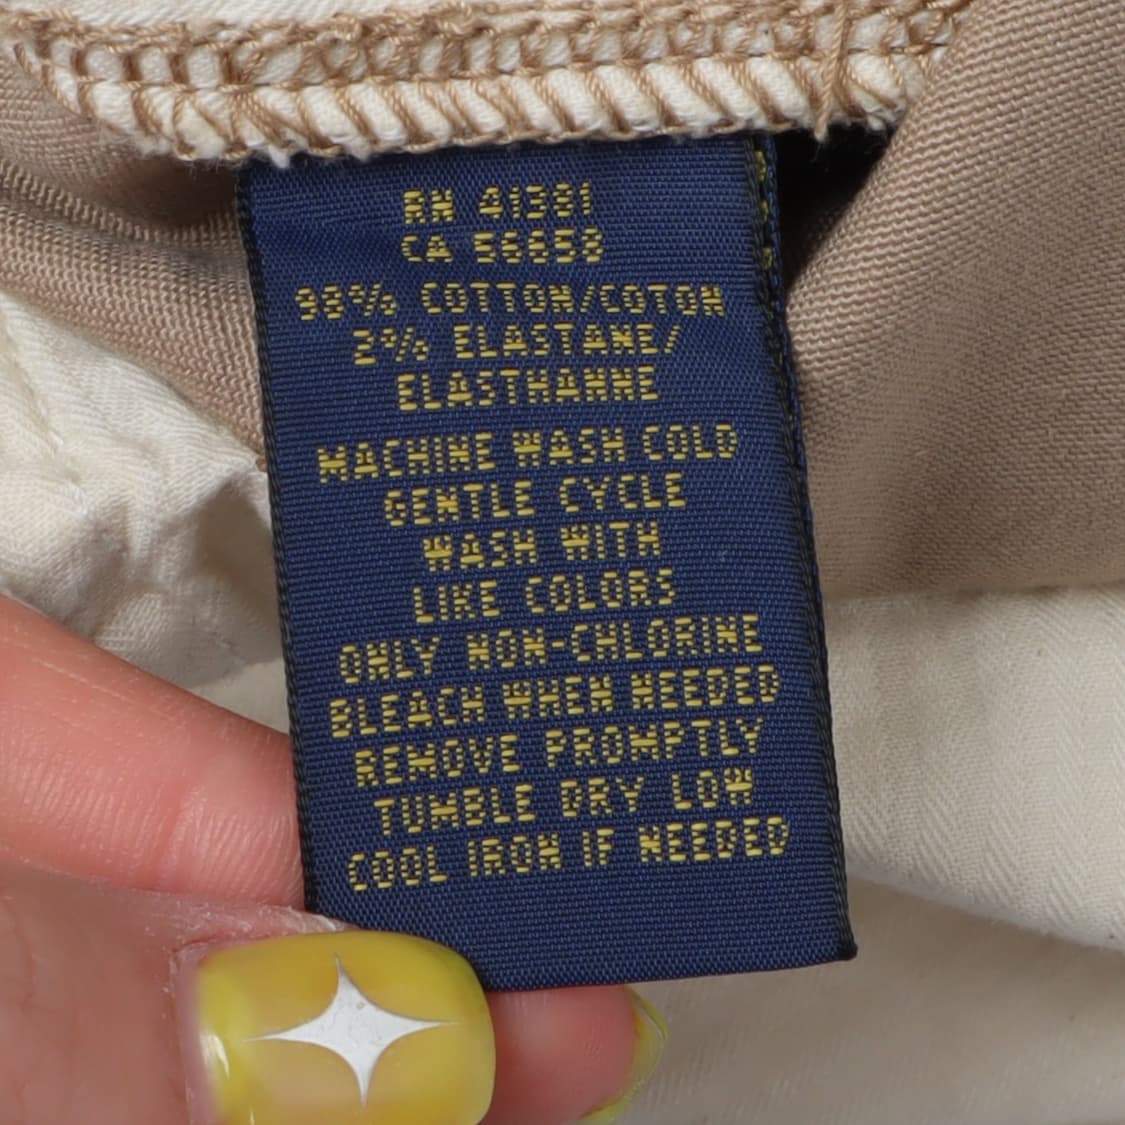 RN 41381
CA 56658
98% COTTON/COTON
2% ELASTANE/
ELASTHANNE
MACHINE WASH COLD
GENTLE CYCLE
WASH WITH
LIKE COLORS
ONLY NON-CHLORINE
BLEACH WHEN NEEDED
REMOVE PROMPTLY
TUMBLE DRY LOW
COOL IRON IF NEEDED